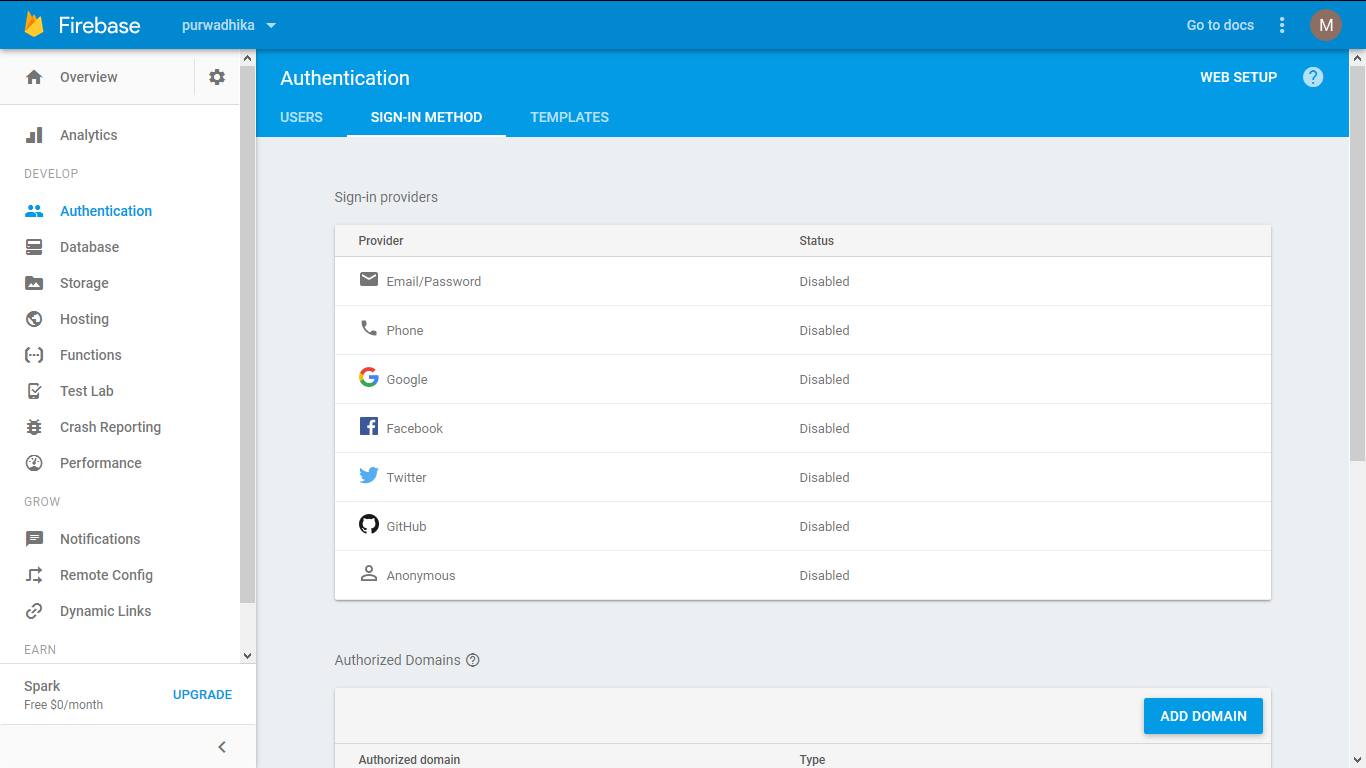 Firebase
purwadhika
Go to docs
M
Overview
Analytics
DEVELOP
Authentication
Database
Storage
Hosting
Functions
Test Lab
Crash Reporting
Performance
GROW
Notifications
Remote Config
Dynamic Links
EARN
Spark
Free $0/month
UPGRADE
Authentication
WEB SETUP
?
USERS SIGN-IN METHOD TEMPLATES
Sign-in providers
Provider Status
Email/Password Disabled
Phone Disabled
Google Disabled
Facebook Disabled
Twitter Disabled
GitHub Disabled
Anonymous Disabled
Authorized Domains ?
ADD DOMAIN
Authorized domain Type